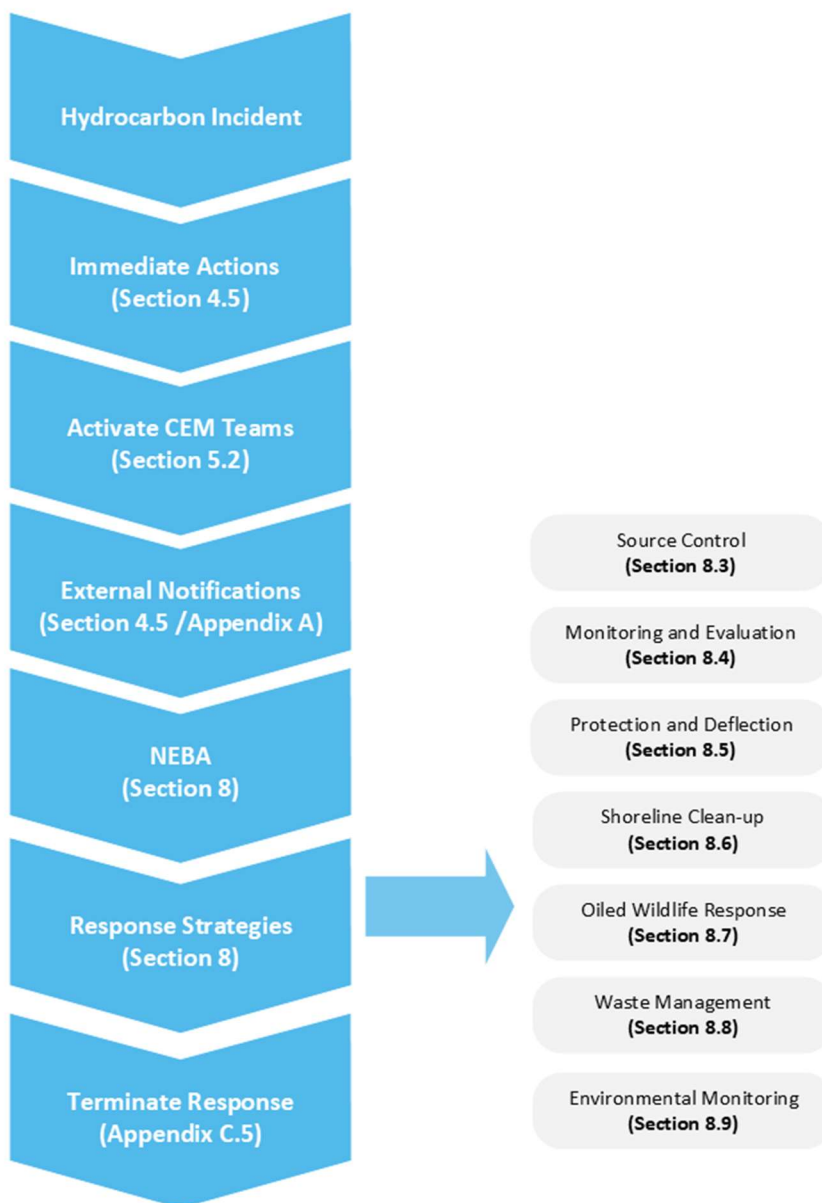 Hydrocarbon Incident
Immediate Actions
(Section 4.5)
Activate CEM Teams
(Section 5.2)
External Notifications
(Section 4.5 /Appendix A)
NEBA
(Section 8)
Response Strategies
(Section 8)
Terminate Response
(Appendix C.5)
Source Control
(Section 8.3)
Monitoring and Evaluation
(Section 8.4)
Protection and Deflection
(Section 8.5)
Shoreline Clean-up
(Section 8.6)
Oiled Wildlife Response
(Section 8.7)
Waste Management
(Section 8.8)
Environmental Monitoring
(Section 8.9)